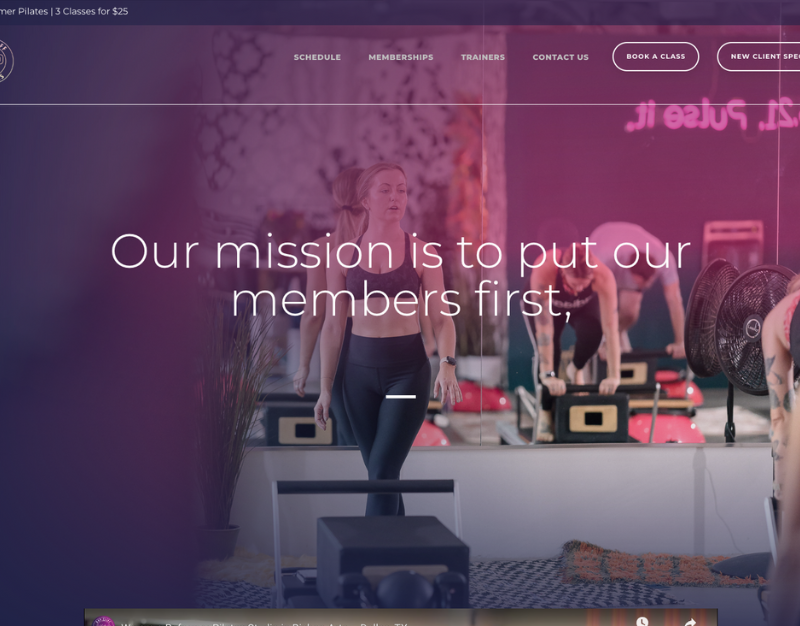 mer Pilates | 3 Classes for $25
SCHEDULE MEMBERSHIPS TRAINERS CONTACT US BOOK A CLASS NEW CLIENT SPEC
21. Pulse it.
Our mission is to put our
members first,